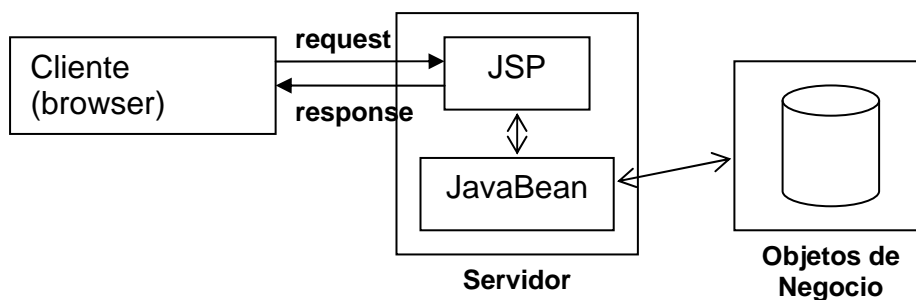 request
Cliente
(browser)
JSP
response
JavaBean
Servidor
Objetos de
Negocio